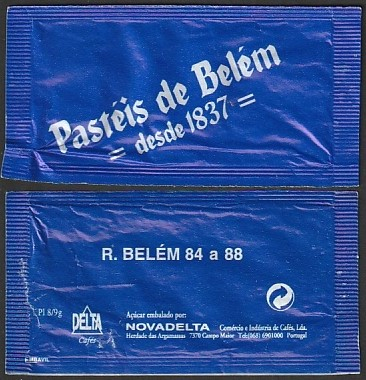 Pastéis de Belém
= desde 1837 =
R. BELÉM 84 a 88
PI 8/9g
DELTA
Cafés
Açúcar embalado por:
NOVADELTA Comércio e Indústria de Cafés, Lda.
Herdade das Argamassas 7370 Campo Maior Tel:(068) 6901000 Portugal